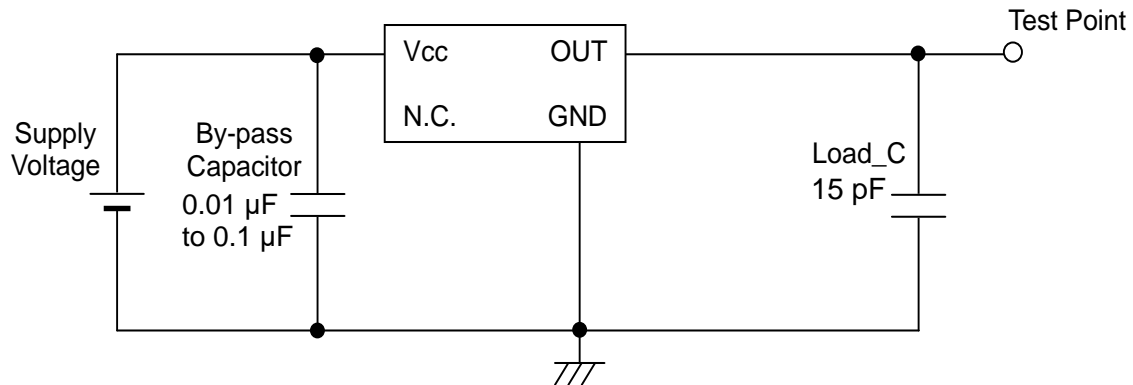 Test Point
Vcc OUT
N.C. GND
Supply
Voltage
By-pass
Capacitor
0.01 µF
to 0.1 µF
Load_C
15 pF